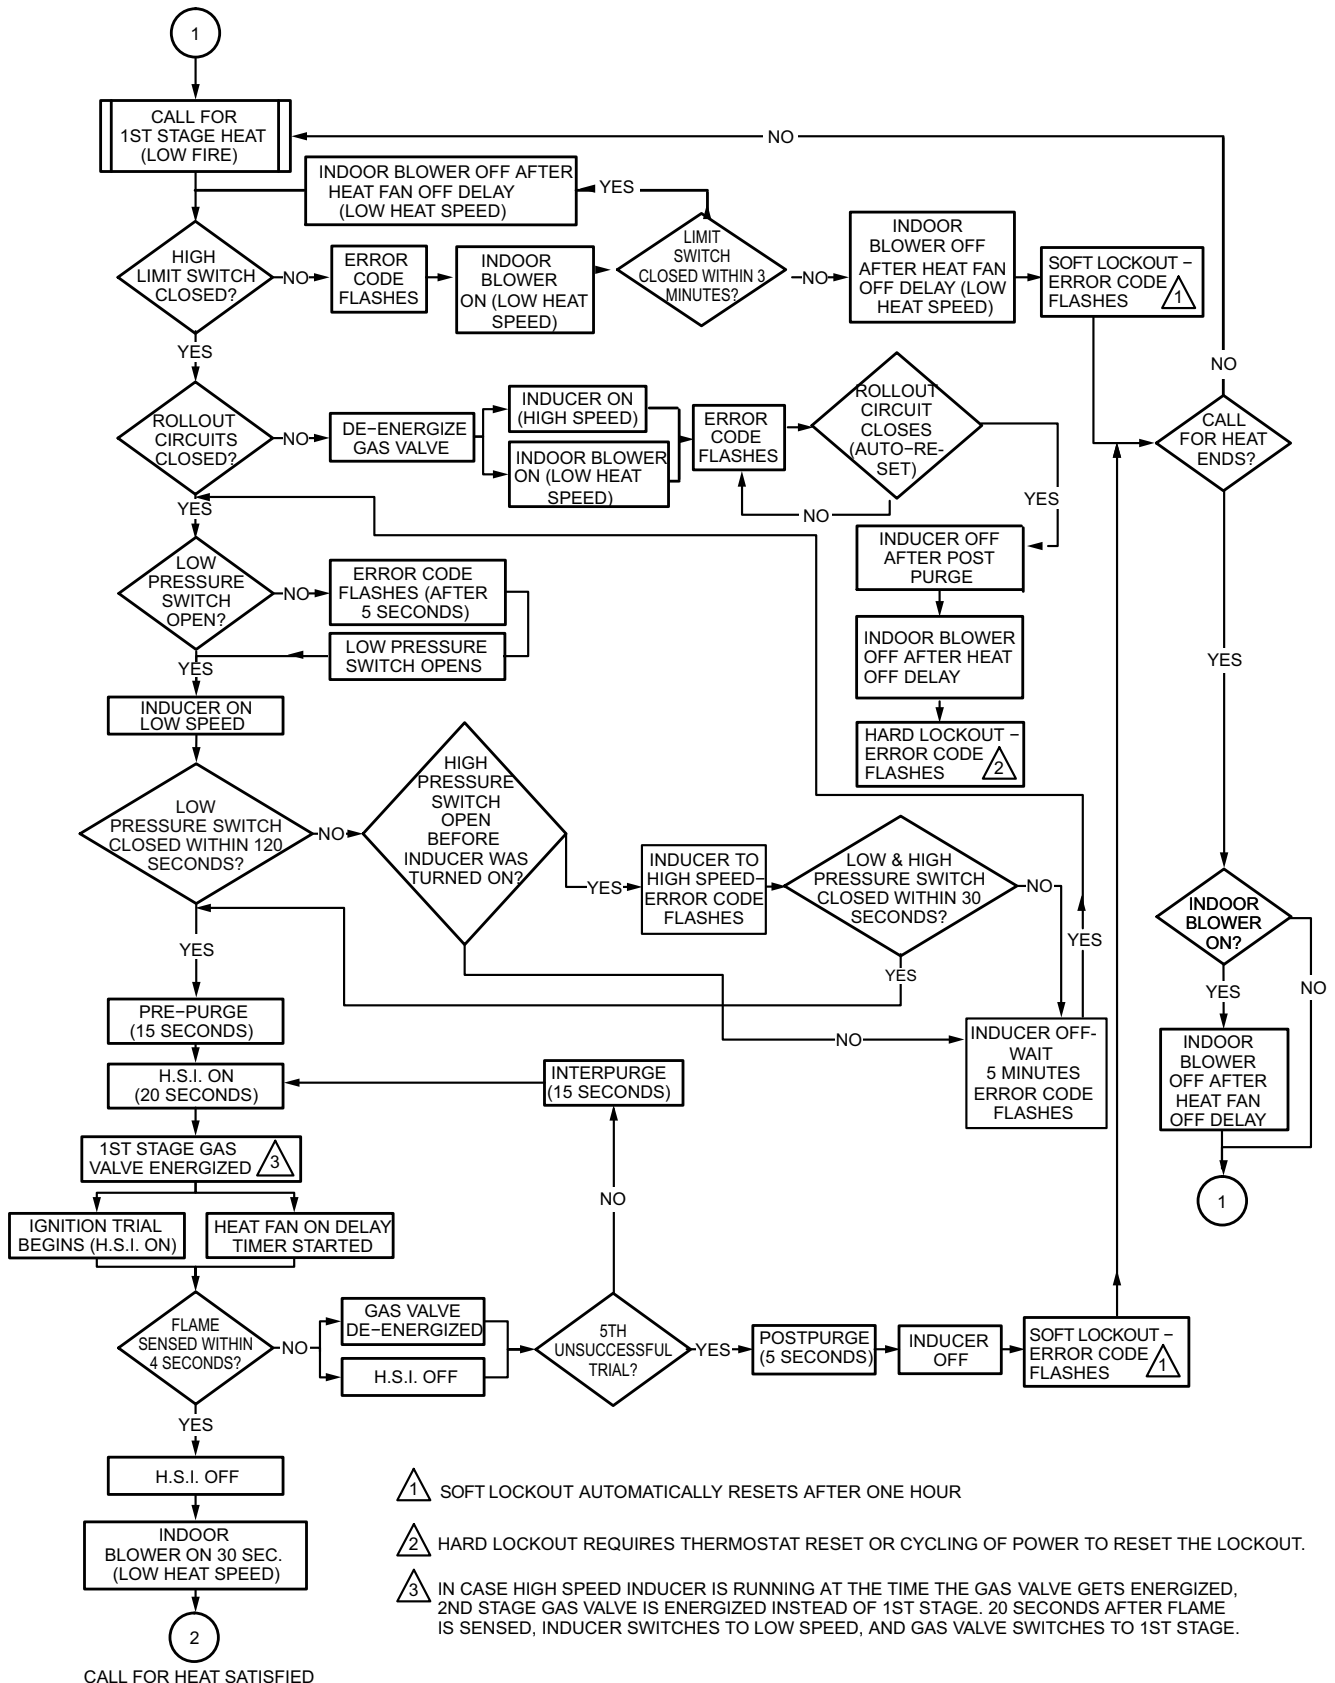 1
CALL FOR
1ST STAGE HEAT
(LOW FIRE)
NO
INDOOR BLOWER OFF AFTER
HEAT FAN OFF DELAY
(LOW HEAT SPEED)
YES
HIGH
LIMIT SWITCH
CLOSED?
NO
ERROR
CODE
FLASHES
INDOOR
BLOWER
ON (LOW HEAT
SPEED)
LIMIT
SWITCH
CLOSED WITHIN 3
MINUTES?
NO
INDOOR
BLOWER OFF
AFTER HEAT FAN
OFF DELAY (LOW
HEAT SPEED)
SOFT LOCKOUT −
ERROR CODE
FLASHES
1
YES
NO
ROLLOUT
CIRCUITS
CLOSED?
NO
DE−ENERGIZE
GAS VALVE
INDUCER ON
(HIGH SPEED)
INDOOR BLOWER
ON (LOW HEAT
SPEED)
ERROR
CODE
FLASHES
ROLLOUT
CIRCUIT
CLOSES
(AUTO−RE-
SET)
NO
YES
CALL
FOR HEAT
ENDS?
YES
INDUCER OFF
AFTER POST
PURGE
INDOOR BLOWER
OFF AFTER HEAT
OFF DELAY
HARD LOCKOUT −
ERROR CODE
FLASHES
2
YES
LOW
PRESSURE
SWITCH
OPEN?
NO
ERROR CODE
FLASHES (AFTER
5 SECONDS)
LOW PRESSURE
SWITCH OPENS
YES
INDUCER ON
LOW SPEED
LOW
PRESSURE SWITCH
CLOSED WITHIN 120
SECONDS?
NO
HIGH
PRESSURE
SWITCH
OPEN
BEFORE
INDUCER WAS
TURNED ON?
YES
INDUCER TO
HIGH SPEED−
ERROR CODE
FLASHES
LOW & HIGH
PRESSURE SWITCH
CLOSED WITHIN 30
SECONDS?
NO
YES
YES
INDOOR
BLOWER
ON?
NO
YES
INDOOR
BLOWER
OFF AFTER
HEAT FAN
OFF DELAY
1
YES
PRE−PURGE
(15 SECONDS)
NO
INDUCER OFF-
WAIT
5 MINUTES
ERROR CODE
FLASHES
H.S.I. ON
(20 SECONDS)
INTERPURGE
(15 SECONDS)
1ST STAGE GAS
VALVE ENERGIZED
3
NO
IGNITION TRIAL
BEGINS (H.S.I. ON)
HEAT FAN ON DELAY
TIMER STARTED
FLAME
SENSED WITHIN
4 SECONDS?
NO
GAS VALVE
DE−ENERGIZED
H.S.I. OFF
5TH
UNSUCCESSFUL
TRIAL?
YES
POSTPURGE
(5 SECONDS)
INDUCER
OFF
SOFT LOCKOUT −
ERROR CODE
FLASHES
1
YES
H.S.I. OFF
INDOOR
BLOWER ON 30 SEC.
(LOW HEAT SPEED)
2
CALL FOR HEAT SATISFIED
1 SOFT LOCKOUT AUTOMATICALLY RESETS AFTER ONE HOUR
2 HARD LOCKOUT REQUIRES THERMOSTAT RESET OR CYCLING OF POWER TO RESET THE LOCKOUT.
3 IN CASE HIGH SPEED INDUCER IS RUNNING AT THE TIME THE GAS VALVE GETS ENERGIZED,
2ND STAGE GAS VALVE IS ENERGIZED INSTEAD OF 1ST STAGE. 20 SECONDS AFTER FLAME
IS SENSED, INDUCER SWITCHES TO LOW SPEED, AND GAS VALVE SWITCHES TO 1ST STAGE.